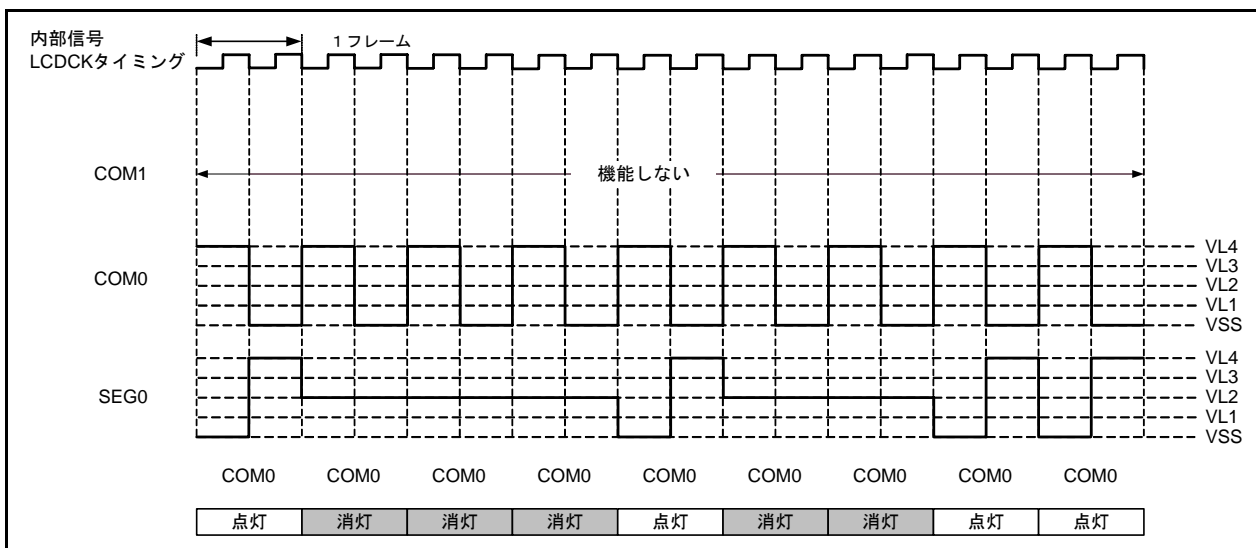 内部信号
LCDCKタイミング
1フレーム
COM1
機能しない
COM0
VL4
VL3
VL2
VL1
VSS
SEG0
VL4
VL3
VL2
VL1
VSS
COM0 COM0 COM0 COM0 COM0 COM0 COM0 COM0 COM0
点灯 消灯 消灯 消灯 点灯 消灯 消灯 点灯 点灯